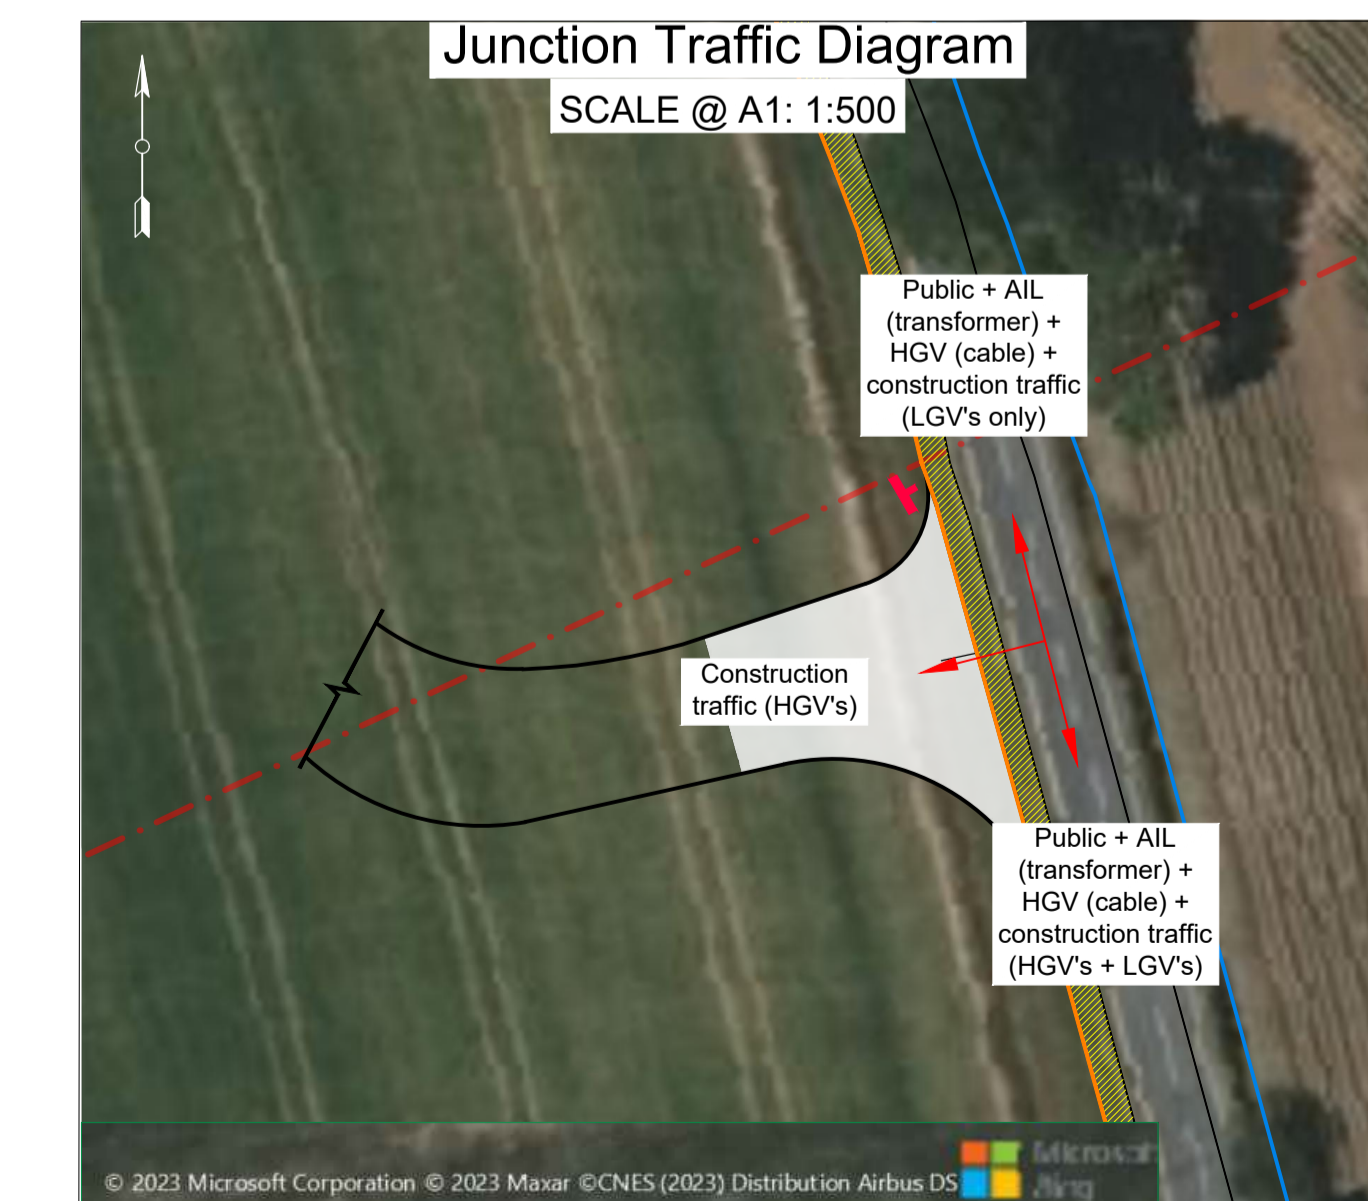 Junction Traffic Diagram
SCALE @ A1: 1:500
Public + AIL
(transformer) +
HGV (cable) +
construction traffic
(LGV's only)
Construction
traffic (HGV's)
Public + AIL
(transformer) +
HGV (cable) +
construction traffic
(HGV's + LGV's)
© 2023 Microsoft Corporation © 2023 Maxar ©CNES (2023) Distribution Airbus DS
Microsoft
Bing